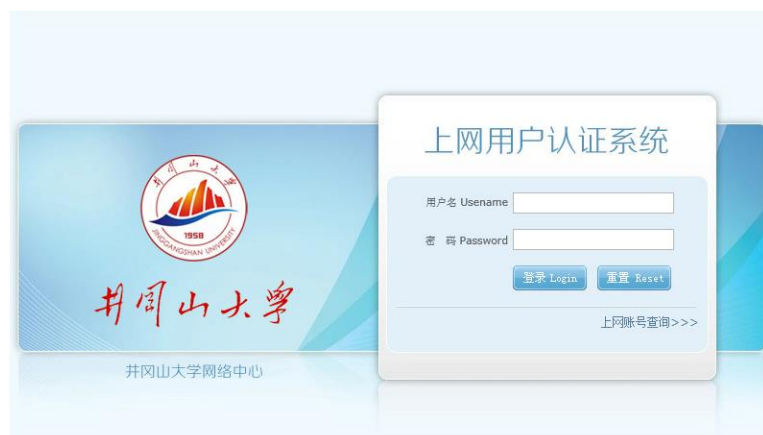 井冈山大学
1958
JINGGANGSHAN UNIVERSITY
井冈山大学
井冈山大学网络中心
上网用户认证系统
用户名 Usename
密 码 Password
登录 Login 重置 Reset
上网账号查询>>>